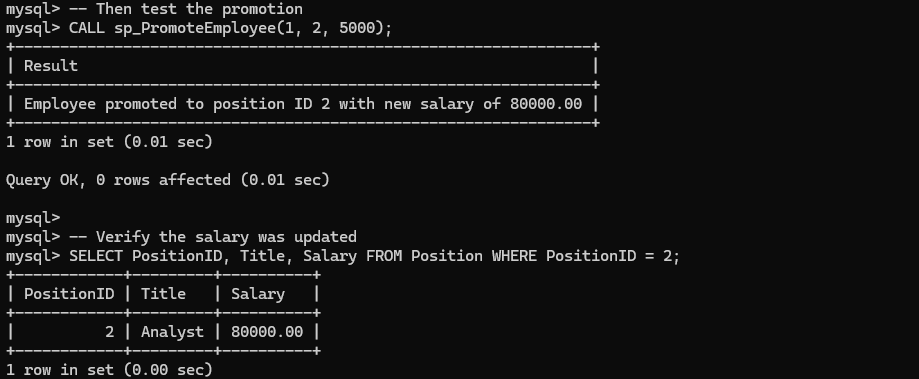 mysql> -- Then test the promotion
mysql> CALL sp_PromoteEmployee(1, 2, 5000);
+---------------------------------------------------------------+
| Result                                                        |
+---------------------------------------------------------------+
| Employee promoted to position ID 2 with new salary of 80000.00 |
+---------------------------------------------------------------+
1 row in set (0.01 sec)

Query OK, 0 rows affected (0.01 sec)

mysql>
mysql> -- Verify the salary was updated
mysql> SELECT PositionID, Title, Salary FROM Position WHERE PositionID = 2;
+------------+---------+----------+
| PositionID | Title   | Salary   |
+------------+---------+----------+
|          2 | Analyst | 80000.00 |
+------------+---------+----------+
1 row in set (0.00 sec)